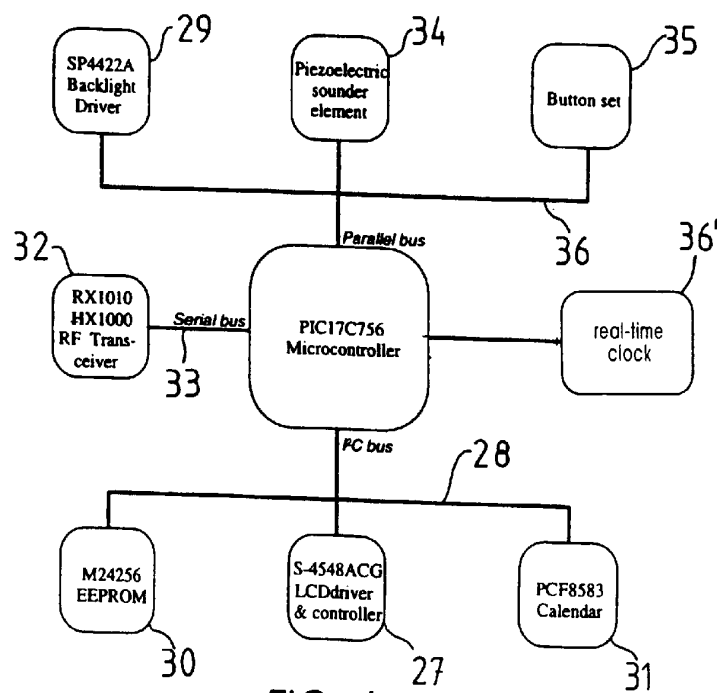 29
34
35
SP4422A
Backlight
Driver
Piezoelectric
sounder
element
Button set
36
36'
Parallel bus
32
RX1010
HX1000
RF Trans-
ceiver
Serial bus
33
PIC17C756
Microcontroller
real-time
clock
I²C bus
28
M24256
EEPROM
S-4548ACG
LCDdriver
& controller
PCF8583
Calendar
30
27
31